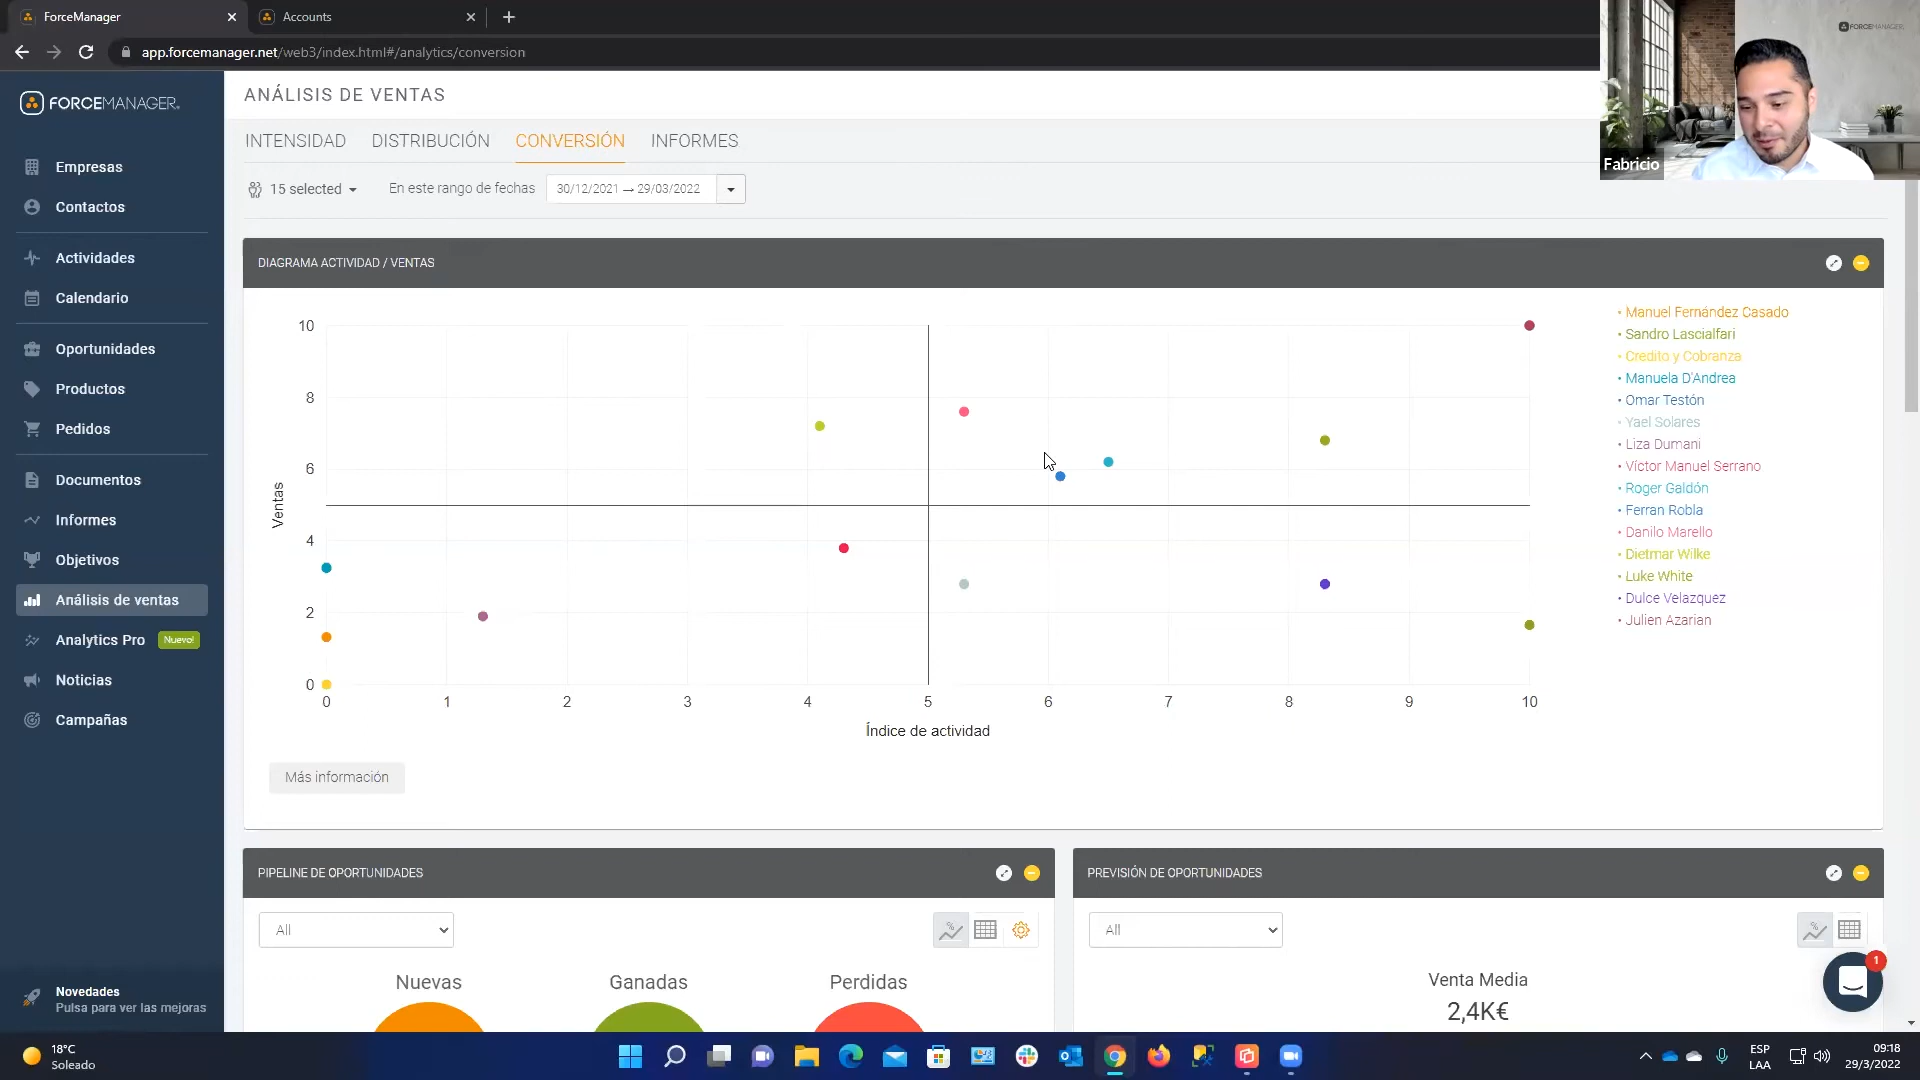 ForceManager
Accounts
app.forcemanager.net/web3/index.html#/analytics/conversion
FORCEMANAGER
Fabricio
FORCEMANAGER.
Empresas
Contactos
Actividades
Calendario
Oportunidades
Productos
Pedidos
Documentos
Informes
Objetivos
Análisis de ventas
Analytics Pro Nuevo!
Noticias
Campañas
Novedades
Pulsa para ver las mejoras
ANÁLISIS DE VENTAS
INTENSIDAD DISTRIBUCIÓN CONVERSIÓN INFORMES
15 selected En este rango de fechas 30/12/2021 → 29/03/2022
DIAGRAMA ACTIVIDAD / VENTAS
10
8
6
4
2
0
Ventas
0 1 2 3 4 5 6 7 8 9 10
Índice de actividad
• Manuel Fernández Casado
• Sandro Lascialfari
• Credito y Cobranza
• Manuela D'Andrea
• Omar Testón
• Yael Solares
• Liza Dumani
• Víctor Manuel Serrano
• Roger Galdón
• Ferran Robla
• Danilo Marello
• Dietmar Wilke
• Luke White
• Dulce Velazquez
• Julien Azarian
Más información
PIPELINE DE OPORTUNIDADES
All
%
Nuevas Ganadas Perdidas
PREVISIÓN DE OPORTUNIDADES
All
%
Venta Media
2,4K€
1
18°C
Soleado
ESP
LAA
09:18
29/3/2022